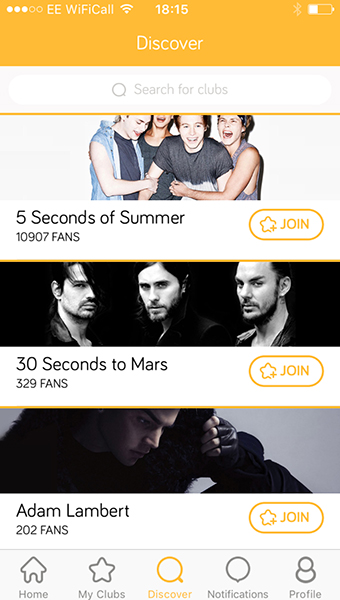 EE WiFiCall 18:15
Discover
Search for clubs
5 Seconds of Summer
10907 FANS
JOIN
30 Seconds to Mars
329 FANS
JOIN
Adam Lambert
202 FANS
JOIN
Home My Clubs Discover Notifications Profile